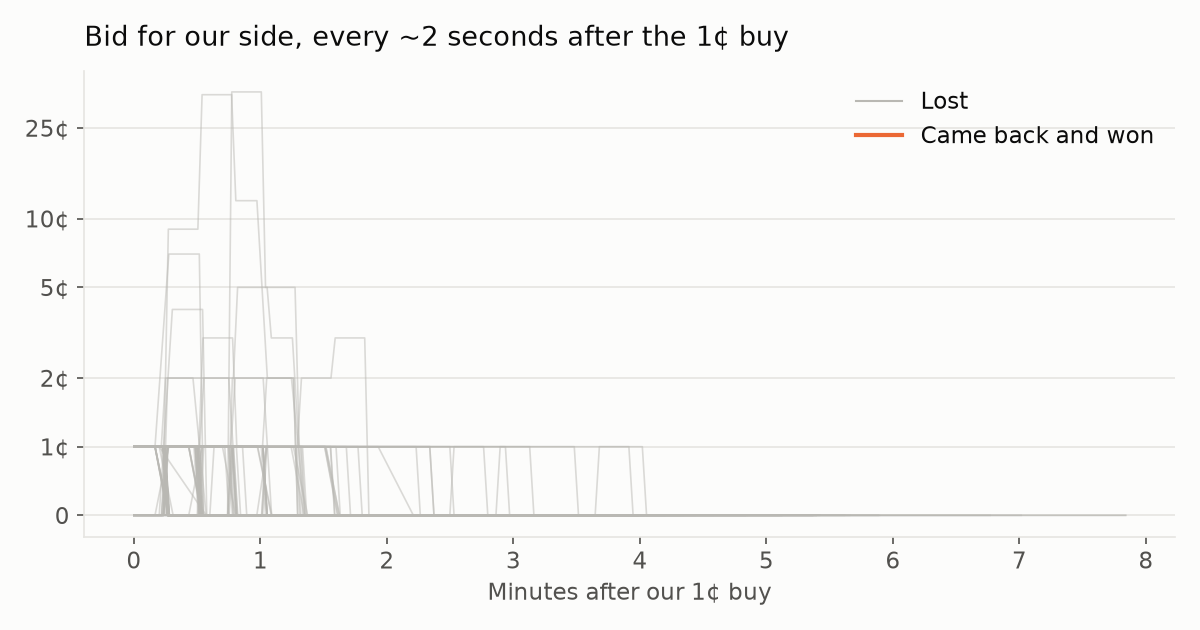 Bid for our side, every ~2 seconds after the 1¢ buy
Lost
Came back and won
25¢
10¢
5¢
2¢
1¢
0
0 1 2 3 4 5 6 7 8
Minutes after our 1¢ buy